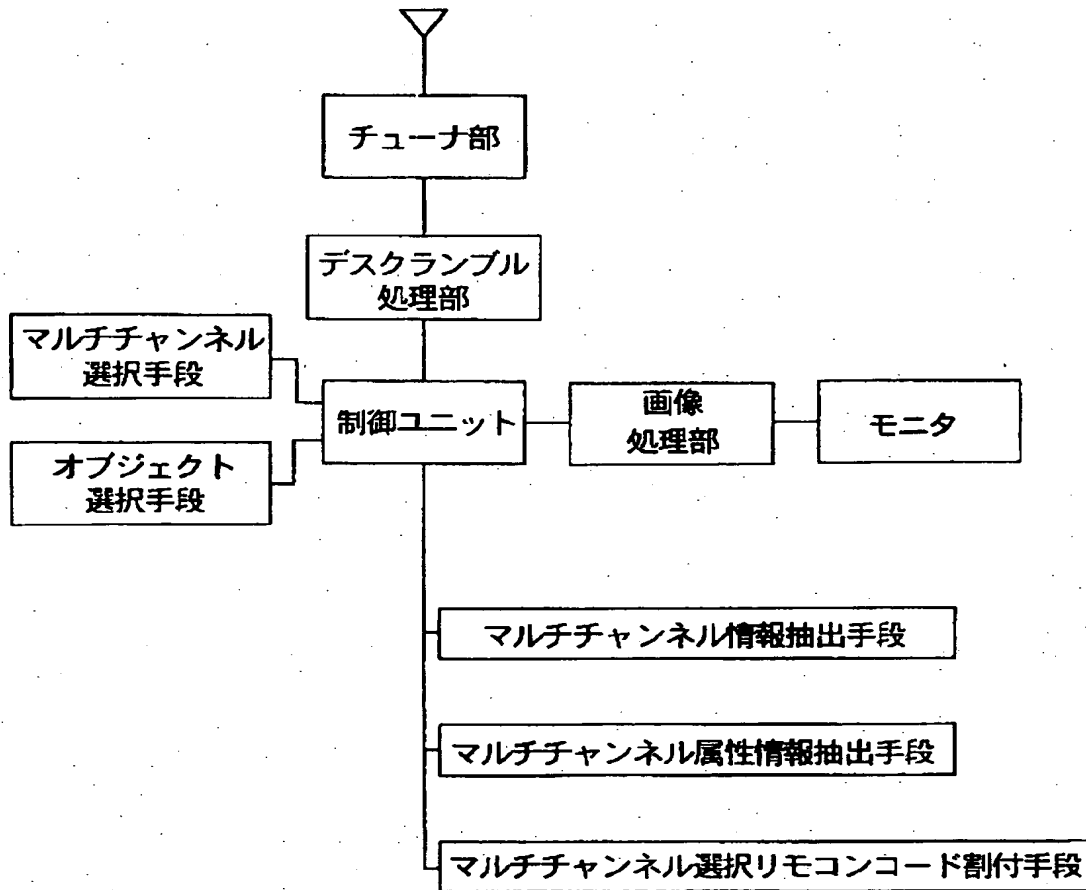 チューナ部
デスクランブル
処理部
マルチチャンネル
選択手段
オブジェクト
選択手段
制御ユニット
画像
処理部
モニタ
マルチチャンネル情報抽出手段
マルチチャンネル属性情報抽出手段
マルチチャンネル選択リモコンコード割付手段